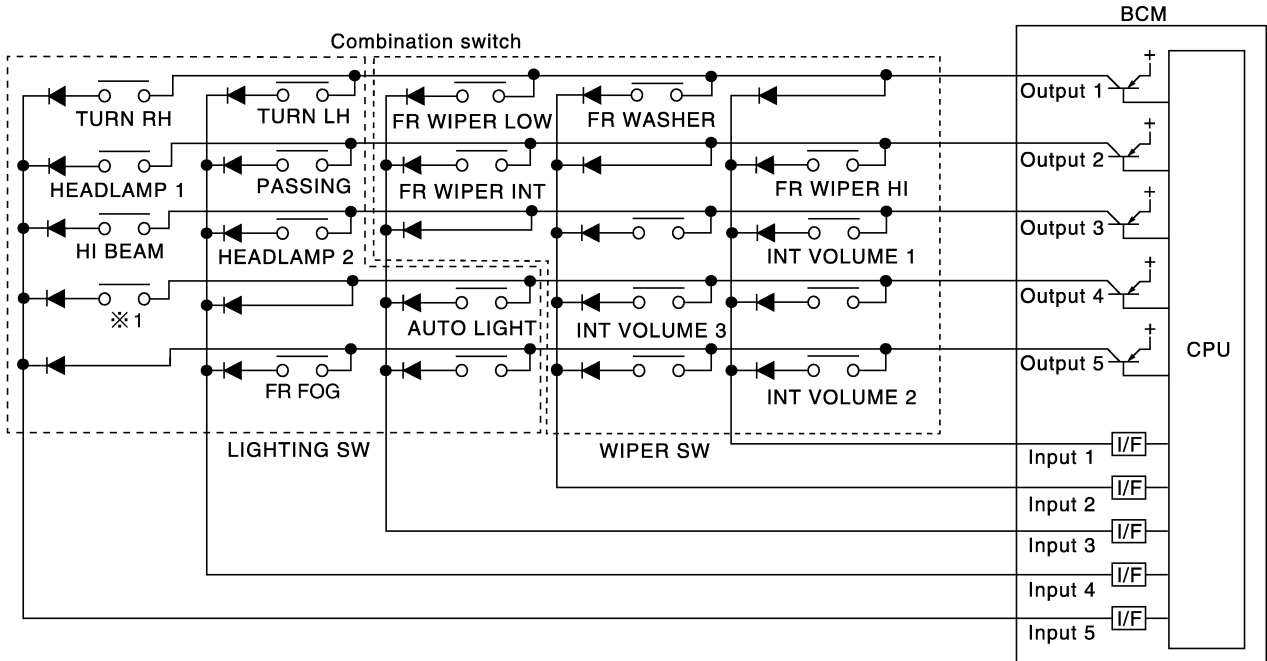 BCM
Combination switch
+
Output 1
TURN RH
TURN LH
FR WIPER LOW
FR WASHER
+
Output 2
HEADLAMP 1
PASSING
FR WIPER INT
FR WIPER HI
+
Output 3
HI BEAM
HEADLAMP 2
INT VOLUME 1
+
Output 4
※1
AUTO LIGHT
INT VOLUME 3
+
Output 5
CPU
FR FOG
INT VOLUME 2
LIGHTING SW
WIPER SW
Input 1
I/F
Input 2
I/F
Input 3
I/F
Input 4
I/F
Input 5
I/F